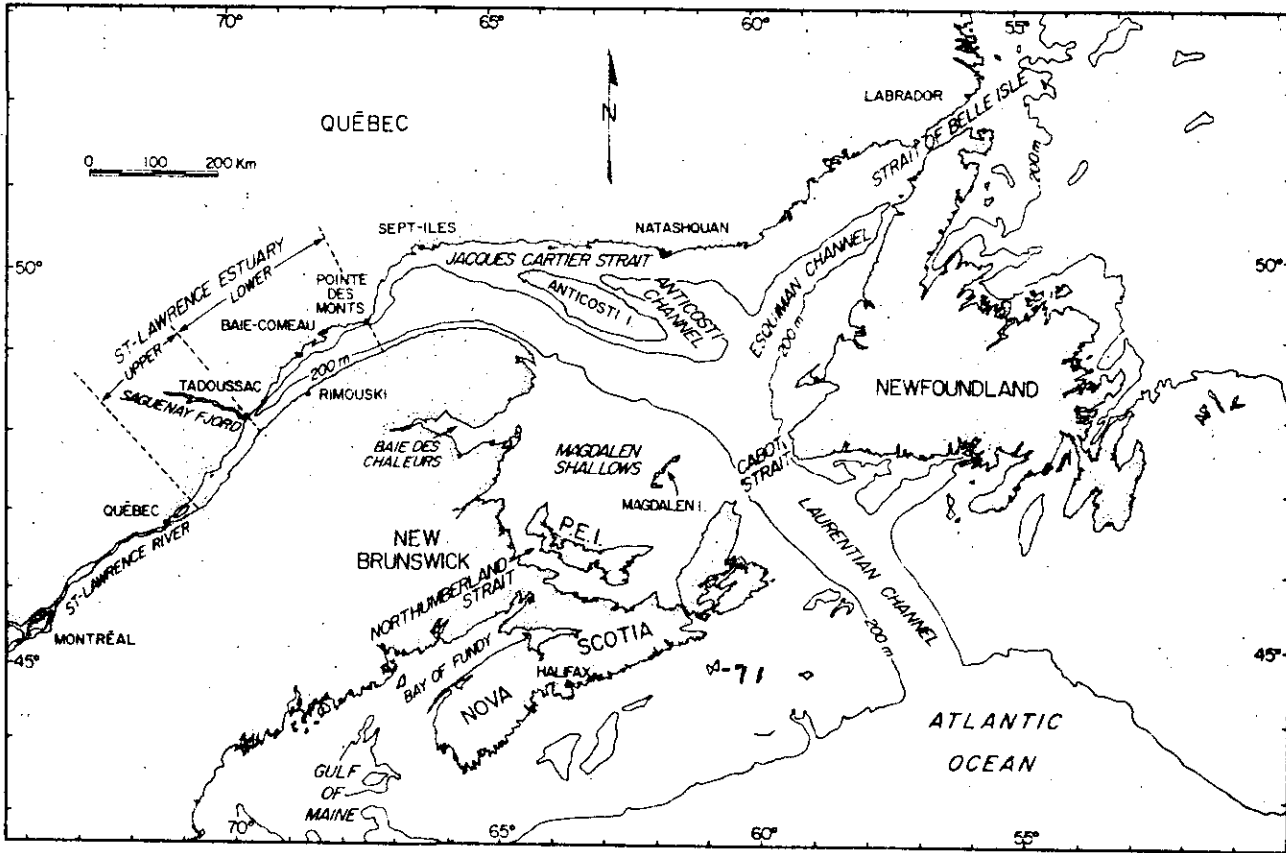 70°
65°
60°
55°
LABRADOR
STRAIT OF BELLE ISLE
QUÉBEC
N
0 100 200 Km
200 m
SEPT-ILES
NATASHQUAN
50°
50°
JACQUES CARTIER STRAIT
ST-LAWRENCE ESTUARY
UPPER
LOWER
POINTE
DES
MONTS
ANTICOSTI I.
ANTICOSTI
CHANNEL
ESQUIMAN CHANNEL
200 m
BAIE-COMEAU
200 m
TADOUSSAC
SAGUENAY FJORD
RIMOUSKI
NEWFOUNDLAND
BAIE DES
CHALEURS
MAGDALEN
SHALLOWS
CABOT
STRAIT
MAGDALEN I.
QUÉBEC
ST-LAWRENCE RIVER
NEW
BRUNSWICK
P.E.I.
LAURENTIAN CHANNEL
NORTHUMBERLAND
STRAIT
MONTRÉAL
200 m
45°
45°
BAY OF FUNDY
NOVA
SCOTIA
HALIFAX
-71
ATLANTIC
OCEAN
GULF
OF
MAINE
70°
65°
60°
55°